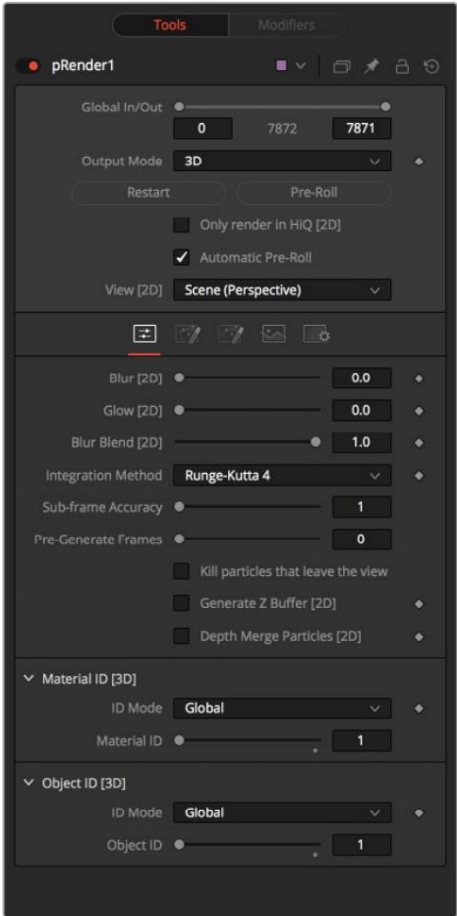 Tools Modifiers
pRender1
Global In/Out
0 7872 7871
Output Mode 3D
Restart Pre-Roll
Only render in HiQ [2D]
Automatic Pre-Roll
View [2D] Scene (Perspective)
Blur [2D] 0.0
Glow [2D] 0.0
Blur Blend [2D] 1.0
Integration Method Runge-Kutta 4
Sub-frame Accuracy 1
Pre-Generate Frames 0
Kill particles that leave the view
Generate Z Buffer [2D]
Depth Merge Particles [2D]
Material ID [3D]
ID Mode Global
Material ID 1
Object ID [3D]
ID Mode Global
Object ID 1